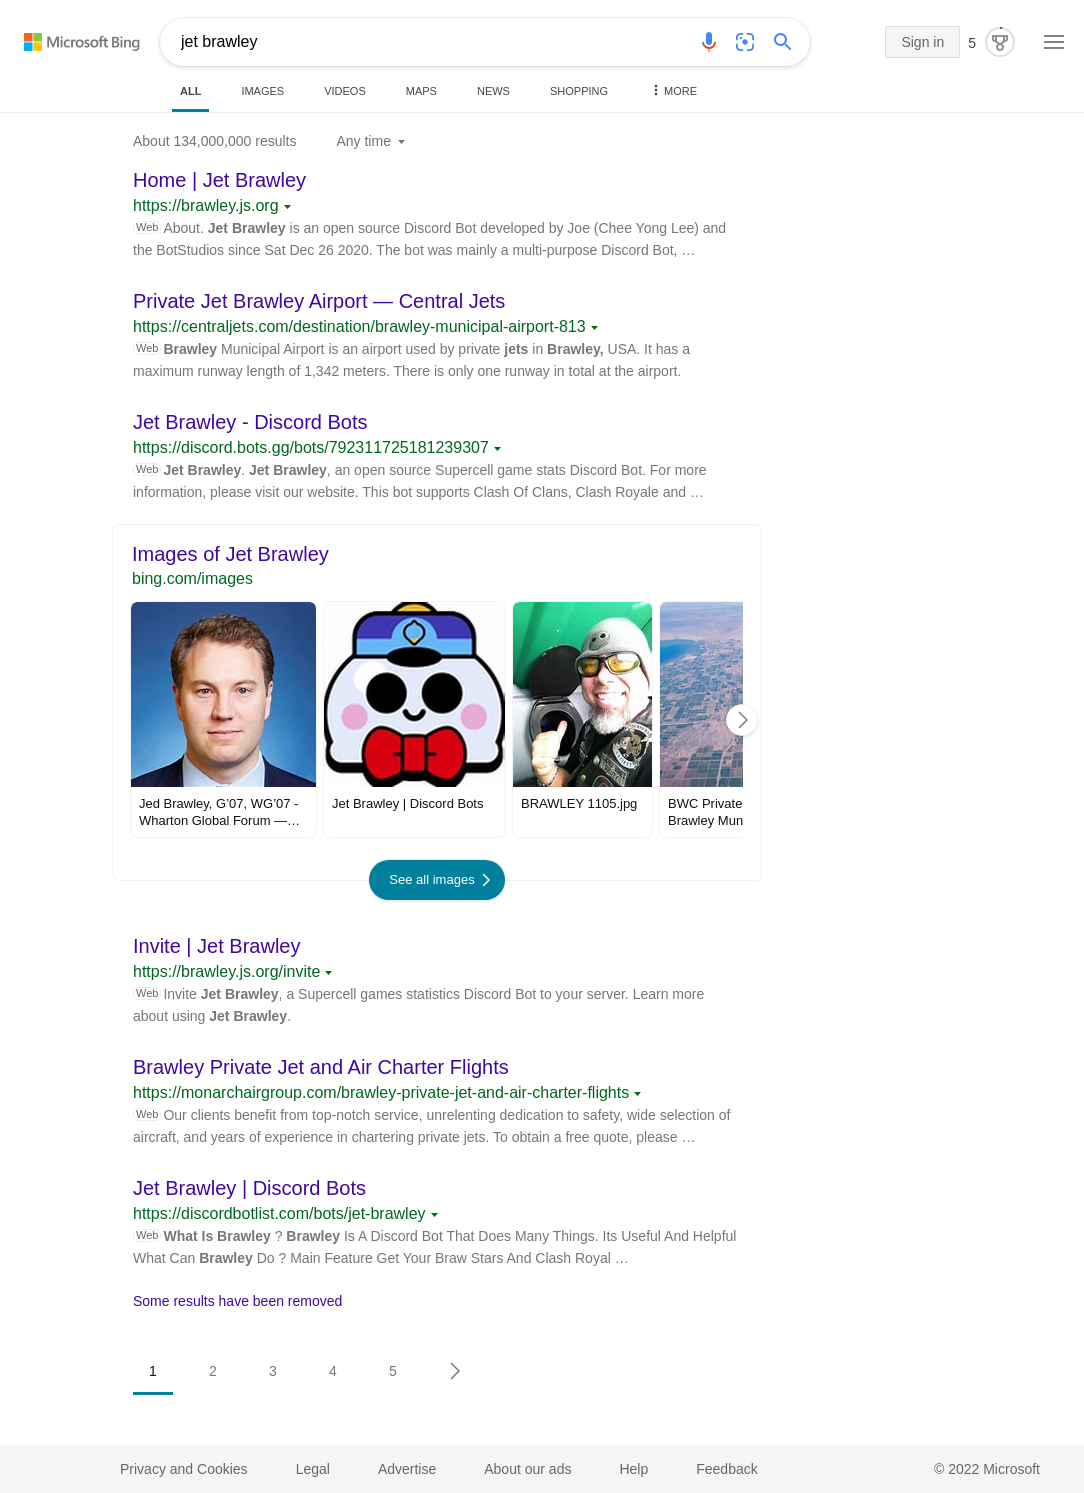 Microsoft Bing
jet brawley
Sign in
5
ALL IMAGES VIDEOS MAPS NEWS SHOPPING MORE
About 134,000,000 results Any time
Home | Jet Brawley
https://brawley.js.org
Web About. Jet Brawley is an open source Discord Bot developed by Joe (Chee Yong Lee) and
the BotStudios since Sat Dec 26 2020. The bot was mainly a multi-purpose Discord Bot, …
Private Jet Brawley Airport — Central Jets
https://centraljets.com/destination/brawley-municipal-airport-813
Web Brawley Municipal Airport is an airport used by private jets in Brawley, USA. It has a
maximum runway length of 1,342 meters. There is only one runway in total at the airport.
Jet Brawley - Discord Bots
https://discord.bots.gg/bots/792311725181239307
Web Jet Brawley. Jet Brawley, an open source Supercell game stats Discord Bot. For more
information, please visit our website. This bot supports Clash Of Clans, Clash Royale and …
Images of Jet Brawley
bing.com/images
Jed Brawley, G’07, WG’07 -
Wharton Global Forum —…
Jet Brawley | Discord Bots
BRAWLEY 1105.jpg
BWC Private
Brawley Mun
See all images
Invite | Jet Brawley
https://brawley.js.org/invite
Web Invite Jet Brawley, a Supercell games statistics Discord Bot to your server. Learn more
about using Jet Brawley.
Brawley Private Jet and Air Charter Flights
https://monarchairgroup.com/brawley-private-jet-and-air-charter-flights
Web Our clients benefit from top-notch service, unrelenting dedication to safety, wide selection of
aircraft, and years of experience in chartering private jets. To obtain a free quote, please …
Jet Brawley | Discord Bots
https://discordbotlist.com/bots/jet-brawley
Web What Is Brawley ? Brawley Is A Discord Bot That Does Many Things. Its Useful And Helpful
What Can Brawley Do ? Main Feature Get Your Braw Stars And Clash Royal …
Some results have been removed
1 2 3 4 5
Privacy and Cookies Legal Advertise About our ads Help Feedback © 2022 Microsoft